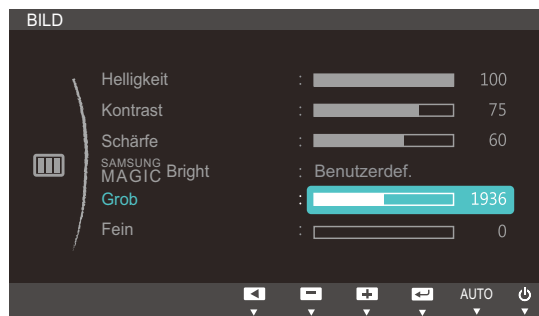 BILD
Helligkeit : 100
Kontrast : 75
Schärfe : 60
SAMSUNG
MAGIC Bright : Benutzerdef.
Grob : 1936
Fein : 0
AUTO